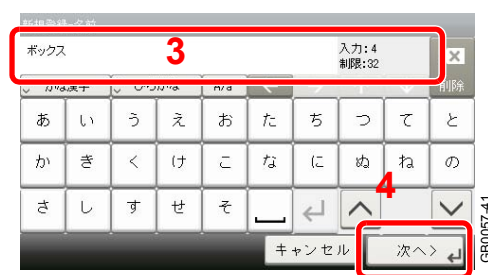 新規登録-名前
ボックス
3
入力:4
制限:32
かな漢字 ひらがな A/a
削除
あ い う え お た ち つ て と
か き く け こ な に ぬ ね の
さ し す せ そ
4
キャンセル 次へ>
GB0057-41